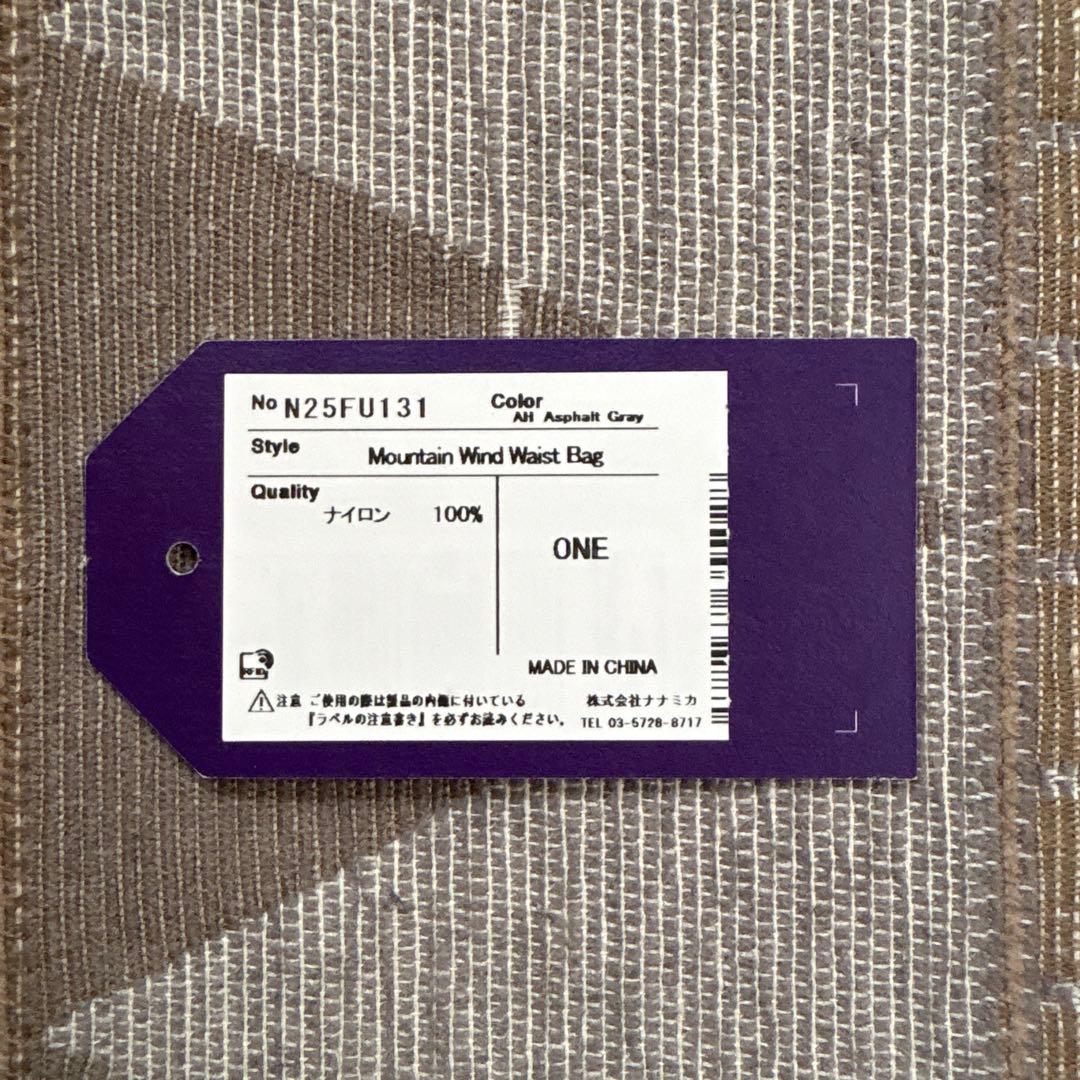 No N25FU131 Color
AH Asphalt Gray
Style Mountain Wind Waist Bag
Quality
ナイロン 100%
ONE
RFID
MADE IN CHINA
注意 ご使用の際は製品の内側に付いている
『ラベルの注意書き』を必ずお読みください。
株式会社ナナミカ
TEL 03-5728-8717